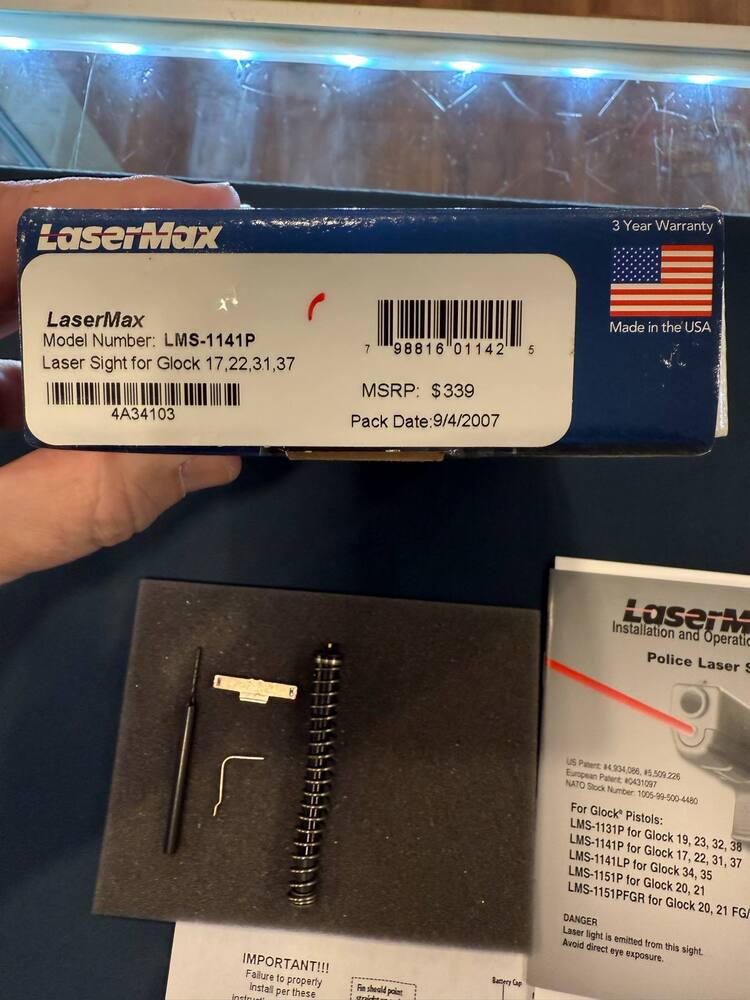 LaserMax
3 Year Warranty
Made in the USA
LaserMax
Model Number: LMS-1141P
Laser Sight for Glock 17,22,31,37
4A34103
7 98816 01142 5
MSRP: $339
Pack Date:9/4/2007
LaserM
Installation and Operatio
Police Laser S
US Patent: #4,934,086, #5,509,226
European Patent: #0431097
NATO Stock Number: 1005-99-500-4480
For Glock® Pistols:
LMS-1131P for Glock 19, 23, 32, 38
LMS-1141P for Glock 17, 22, 31, 37
LMS-1141LP for Glock 34, 35
LMS-1151P for Glock 20, 21
LMS-1151PFGR for Glock 20, 21 FG/
DANGER
Laser light is emitted from this sight.
Avoid direct eye exposure.
IMPORTANT!!!
Failure to properly
install per these
Fin should point
Battery Cap